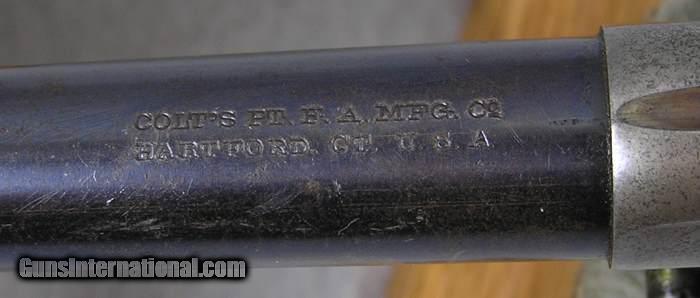 COLT'S PT. F. A. MFG. Co
HARTFORD. CT. U. S. A
GunsInternational.com